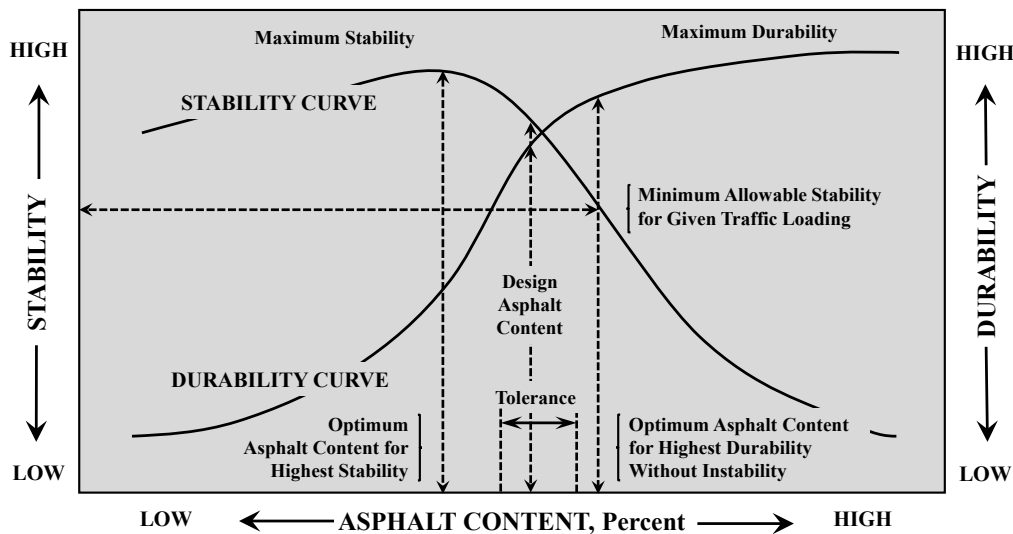 Maximum Stability
Maximum Durability
HIGH
HIGH
STABILITY CURVE
Minimum Allowable Stability
for Given Traffic Loading
STABILITY
DURABILITY
Design
Asphalt
Content
DURABILITY CURVE
Tolerance
Optimum
Asphalt Content for
Highest Stability
Optimum Asphalt Content
for Highest Durability
Without Instability
LOW
LOW
LOW
ASPHALT CONTENT, Percent
HIGH